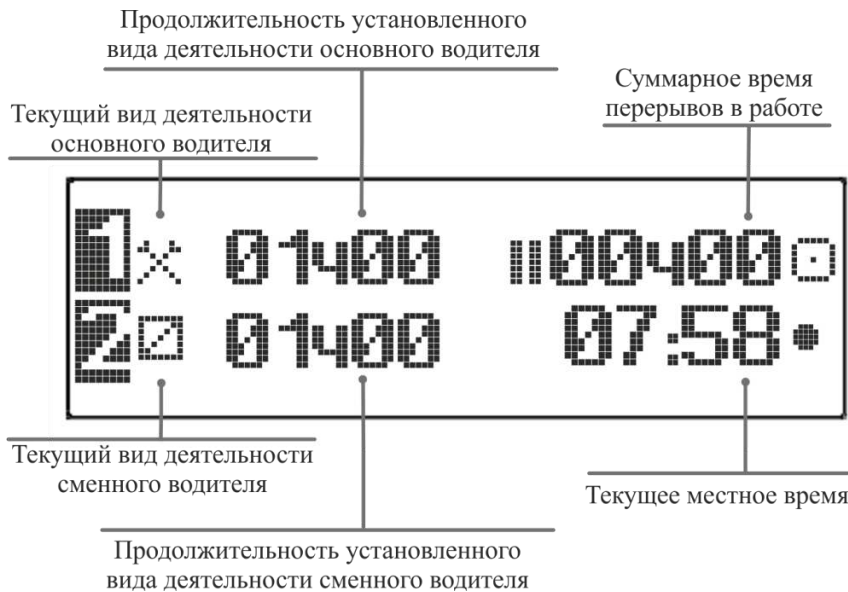 Продолжительность установленного
вида деятельности основного водителя
Суммарное время
перерывов в работе
Текущий вид деятельности
основного водителя
1 01ч00 00ч00
2 01ч00 07:58
Текущий вид деятельности
сменного водителя
Текущее местное время
Продолжительность установленного
вида деятельности сменного водителя